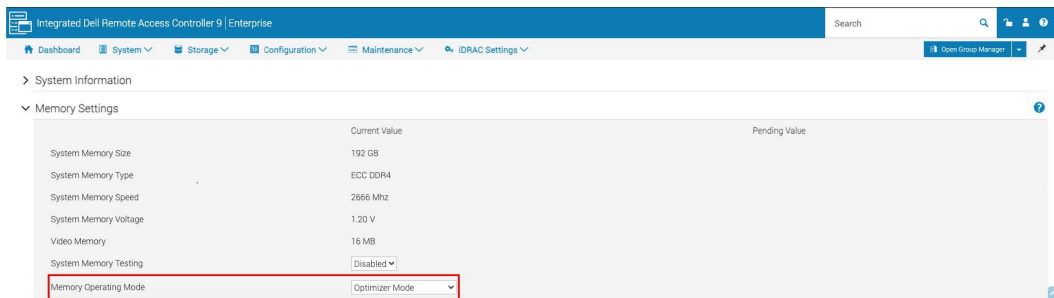 Integrated Dell Remote Access Controller 9 | Enterprise
Search
Dashboard System Storage Configuration Maintenance iDRAC Settings Open Group Manager
System Information
Memory Settings
Current Value Pending Value
System Memory Size 192 GB
System Memory Type ECC DDR4
System Memory Speed 2666 Mhz
System Memory Voltage 1.20 V
Video Memory 16 MB
System Memory Testing Disabled
Memory Operating Mode Optimizer Mode